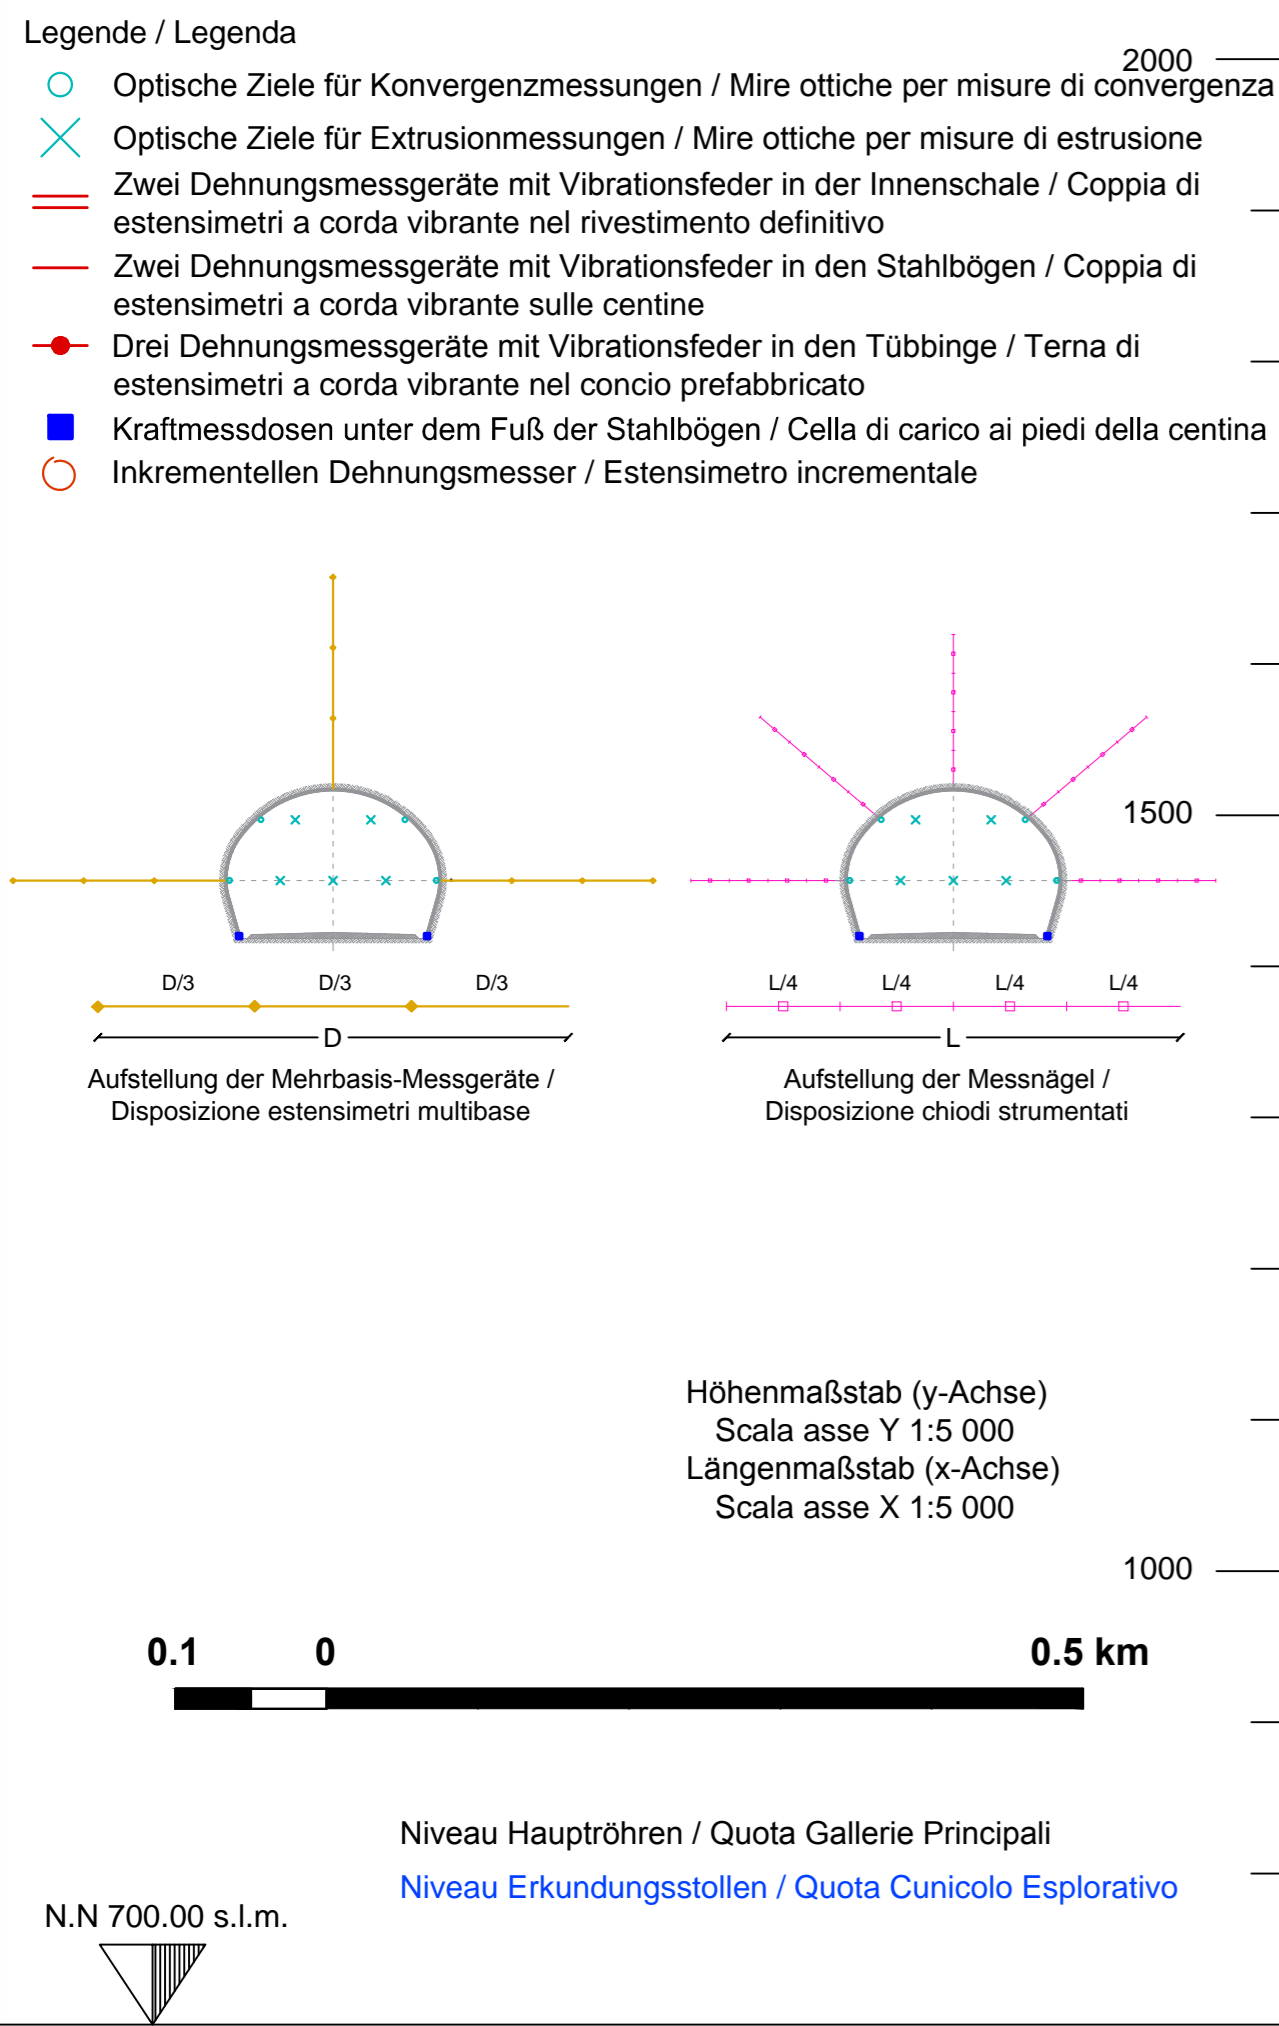 Legende / Legenda
2000
Optische Ziele für Konvergenzmessungen / Mire ottiche per misure di convergenza
Optische Ziele für Extrusionmessungen / Mire ottiche per misure di estrusione
Zwei Dehnungsmessgeräte mit Vibrationsfeder in der Innenschale / Coppia di
estensimetri a corda vibrante nel rivestimento definitivo
Zwei Dehnungsmessgeräte mit Vibrationsfeder in den Stahlbögen / Coppia di
estensimetri a corda vibrante sulle centine
Drei Dehnungsmessgeräte mit Vibrationsfeder in den Tübbinge / Terna di
estensimetri a corda vibrante nel concio prefabbricato
Kraftmessdosen unter dem Fuß der Stahlbögen / Cella di carico ai piedi della centina
Inkrementellen Dehnungsmesser / Estensimetro incrementale
1500
D/3 D/3 D/3
D
Aufstellung der Mehrbasis-Messgeräte /
Disposizione estensimetri multibase
L/4 L/4 L/4 L/4
L
Aufstellung der Messnägel /
Disposizione chiodi strumentati
Höhenmaßstab (y-Achse)
Scala asse Y 1:5 000
Längenmaßstab (x-Achse)
Scala asse X 1:5 000
1000
0.1 0 0.5 km
Niveau Hauptröhren / Quota Gallerie Principali
Niveau Erkundungsstollen / Quota Cunicolo Esplorativo
N.N 700.00 s.l.m.